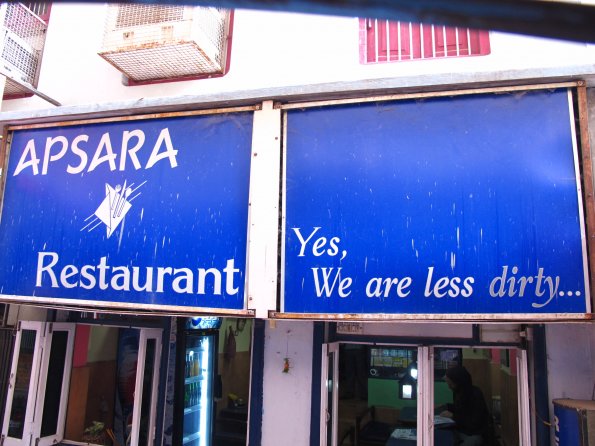 APSARA
Restaurant
Yes,
We are less dirty...